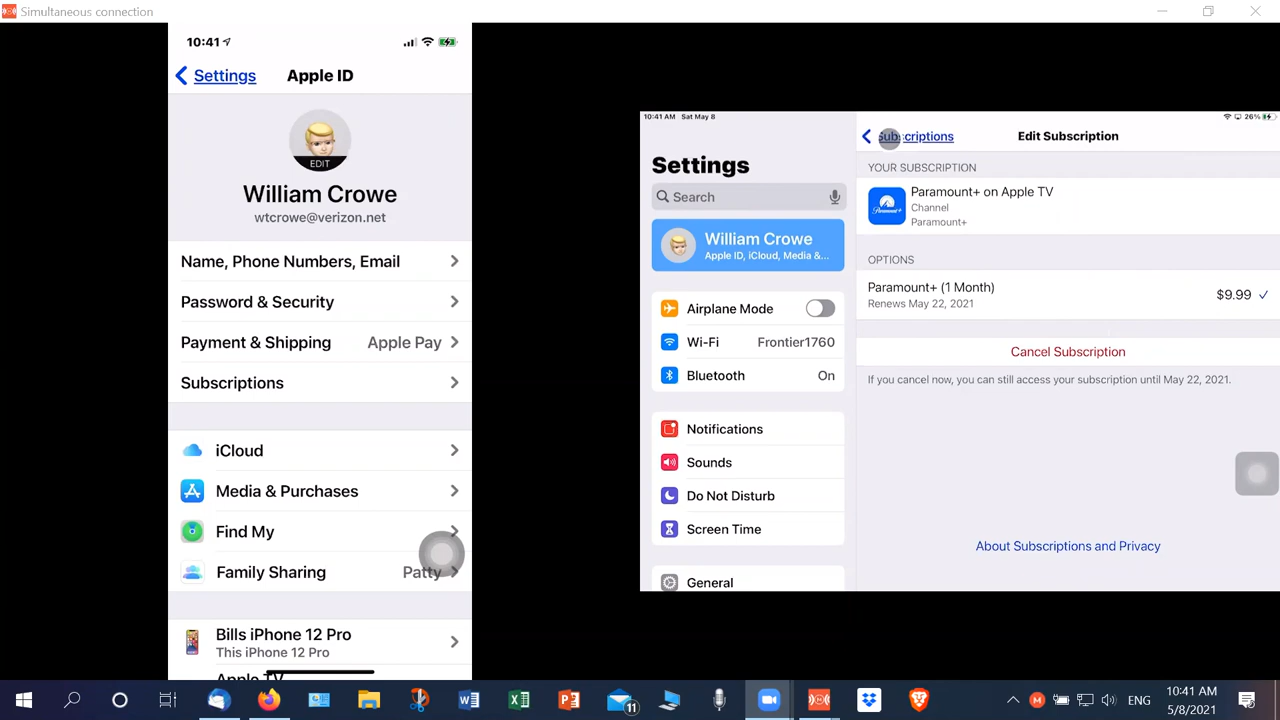 Simultaneous connection
10:41
Settings
Apple ID
EDIT
William Crowe
wtcrowe@verizon.net
Name, Phone Numbers, Email
Password & Security
Payment & Shipping
Apple Pay
Subscriptions
iCloud
Media & Purchases
Find My
Family Sharing
Patty
Bills iPhone 12 Pro
This iPhone 12 Pro
Apple TV
10:41 AM Sat May 8
26%
Settings
Search
William Crowe
Apple ID, iCloud, Media &...
Airplane Mode
Wi-Fi
Frontier1760
Bluetooth
On
Notifications
Sounds
Do Not Disturb
Screen Time
General
Subscriptions
Edit Subscription
YOUR SUBSCRIPTION
Paramount+
Paramount+ on Apple TV
Channel
Paramount+
OPTIONS
Paramount+ (1 Month)
Renews May 22, 2021
$9.99
Cancel Subscription
If you cancel now, you can still access your subscription until May 22, 2021.
About Subscriptions and Privacy
11
ENG
10:41 AM
5/8/2021